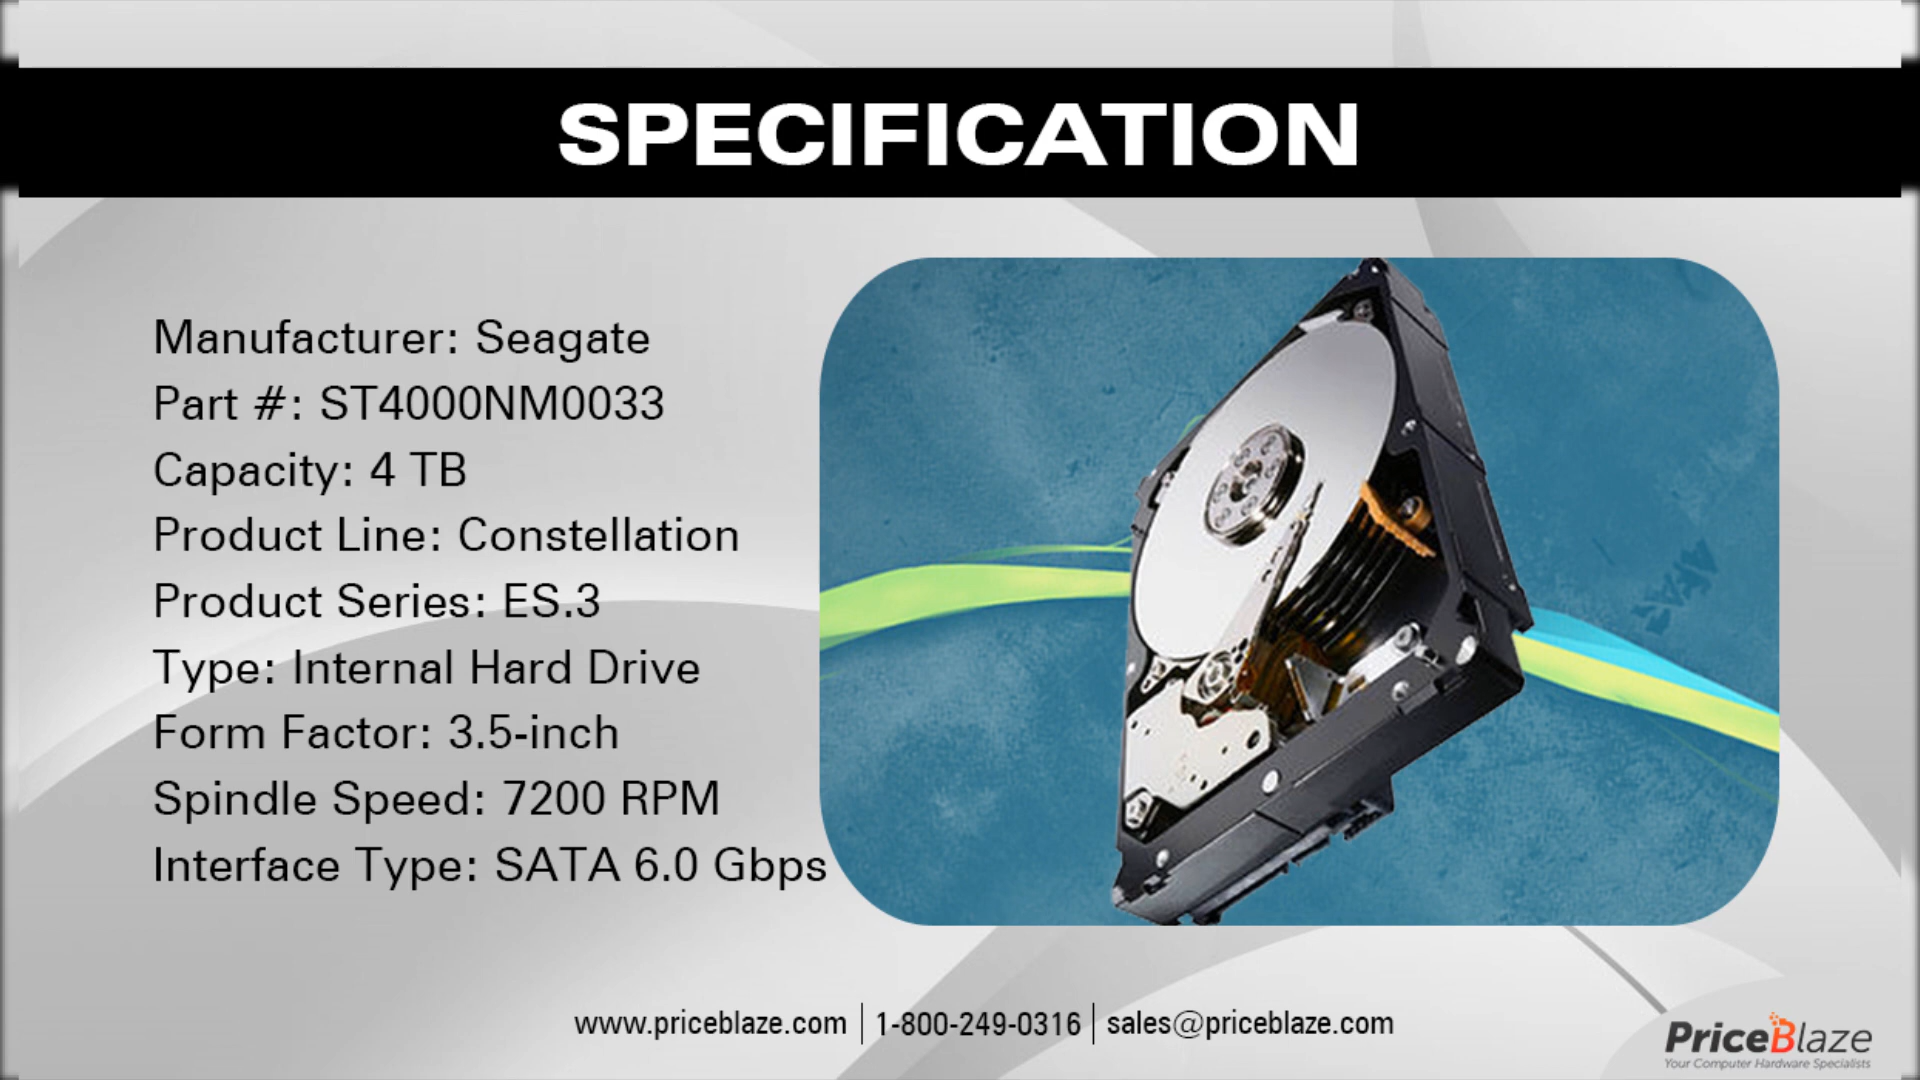 SPECIFICATION
Manufacturer: Seagate
Part #: ST4000NM0033
Capacity: 4 TB
Product Line: Constellation
Product Series: ES.3
Type: Internal Hard Drive
Form Factor: 3.5-inch
Spindle Speed: 7200 RPM
Interface Type: SATA 6.0 Gbps
www.priceblaze.com | 1-800-249-0316 | sales@priceblaze.com
PriceBlaze
Your Computer Hardware Specialists